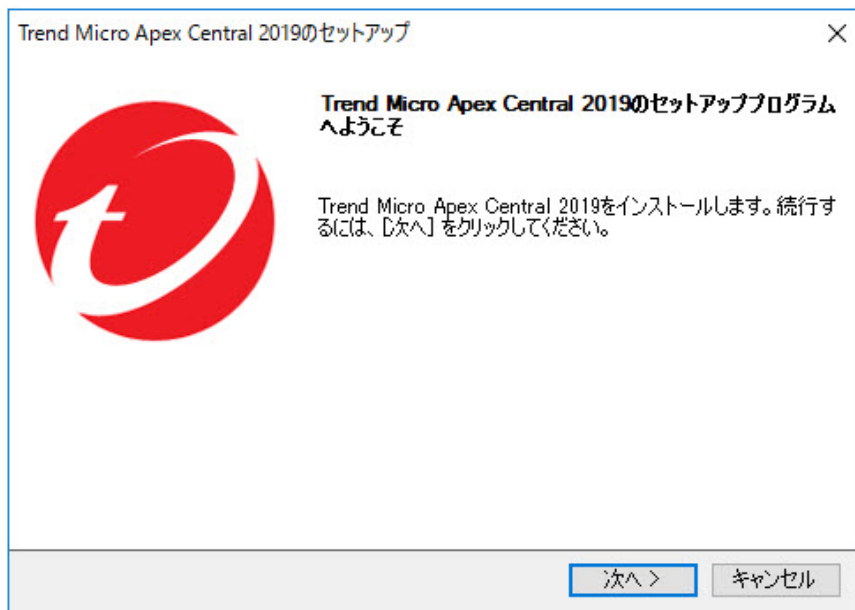 Trend Micro Apex Central 2019のセットアップ
Trend Micro Apex Central 2019のセットアッププログラム
へようこそ
Trend Micro Apex Central 2019をインストールします。続行す
るには、[次へ] をクリックしてください。
次へ >
キャンセル